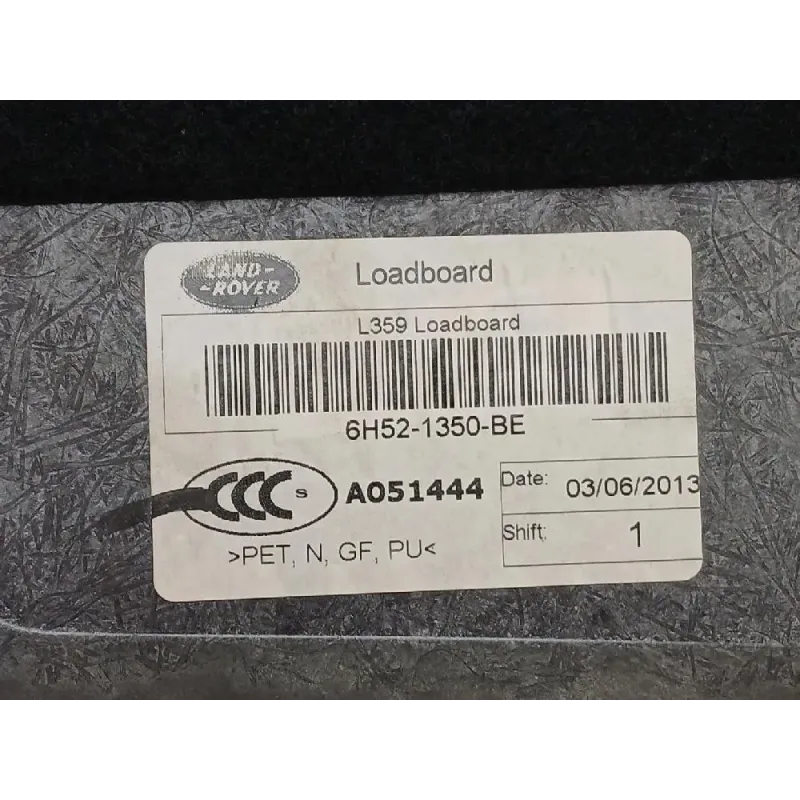 LAND-
-ROVER
Loadboard
L359 Loadboard
6H52-1350-BE
CCC S
A051444
Date: 03/06/2013
Shift: 1
>PET, N, GF, PU<